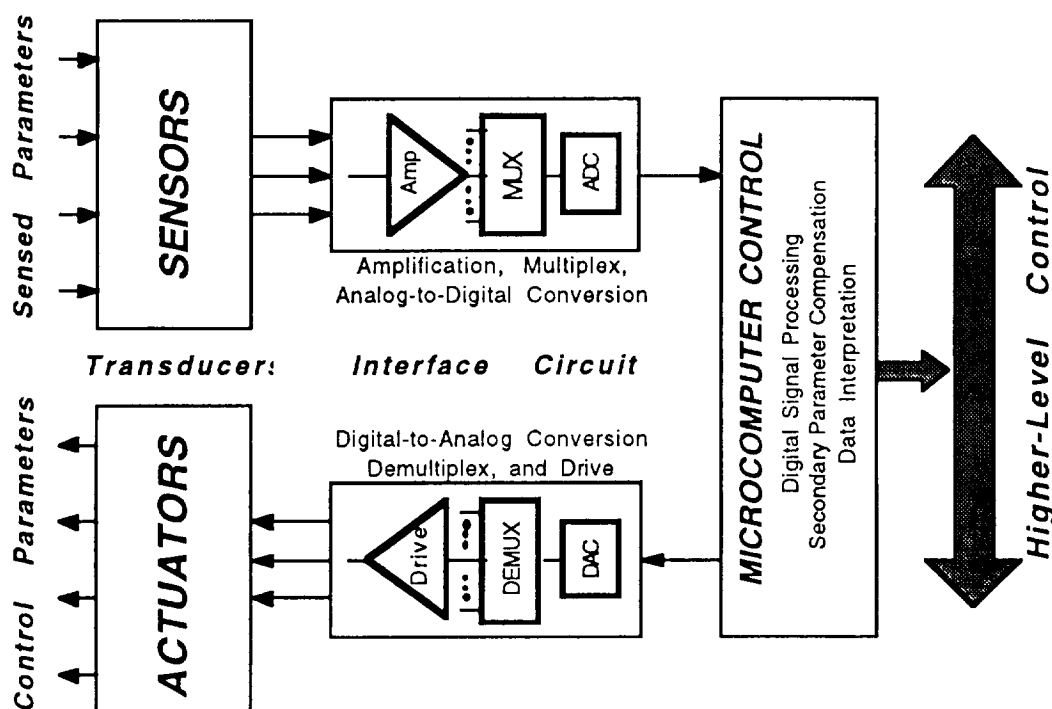 Sensed Parameters
SENSORS
Amp
MUX
ADC
Amplification, Multiplex,
Analog-to-Digital Conversion
Transducers
Interface Circuit
Digital-to-Analog Conversion
Demultiplex, and Drive
Control Parameters
ACTUATORS
Drive
DEMUX
DAC
MICROCOMPUTER CONTROL
Digital Signal Processing
Secondary Parameter Compensation
Data Interpretation
Higher-Level Control